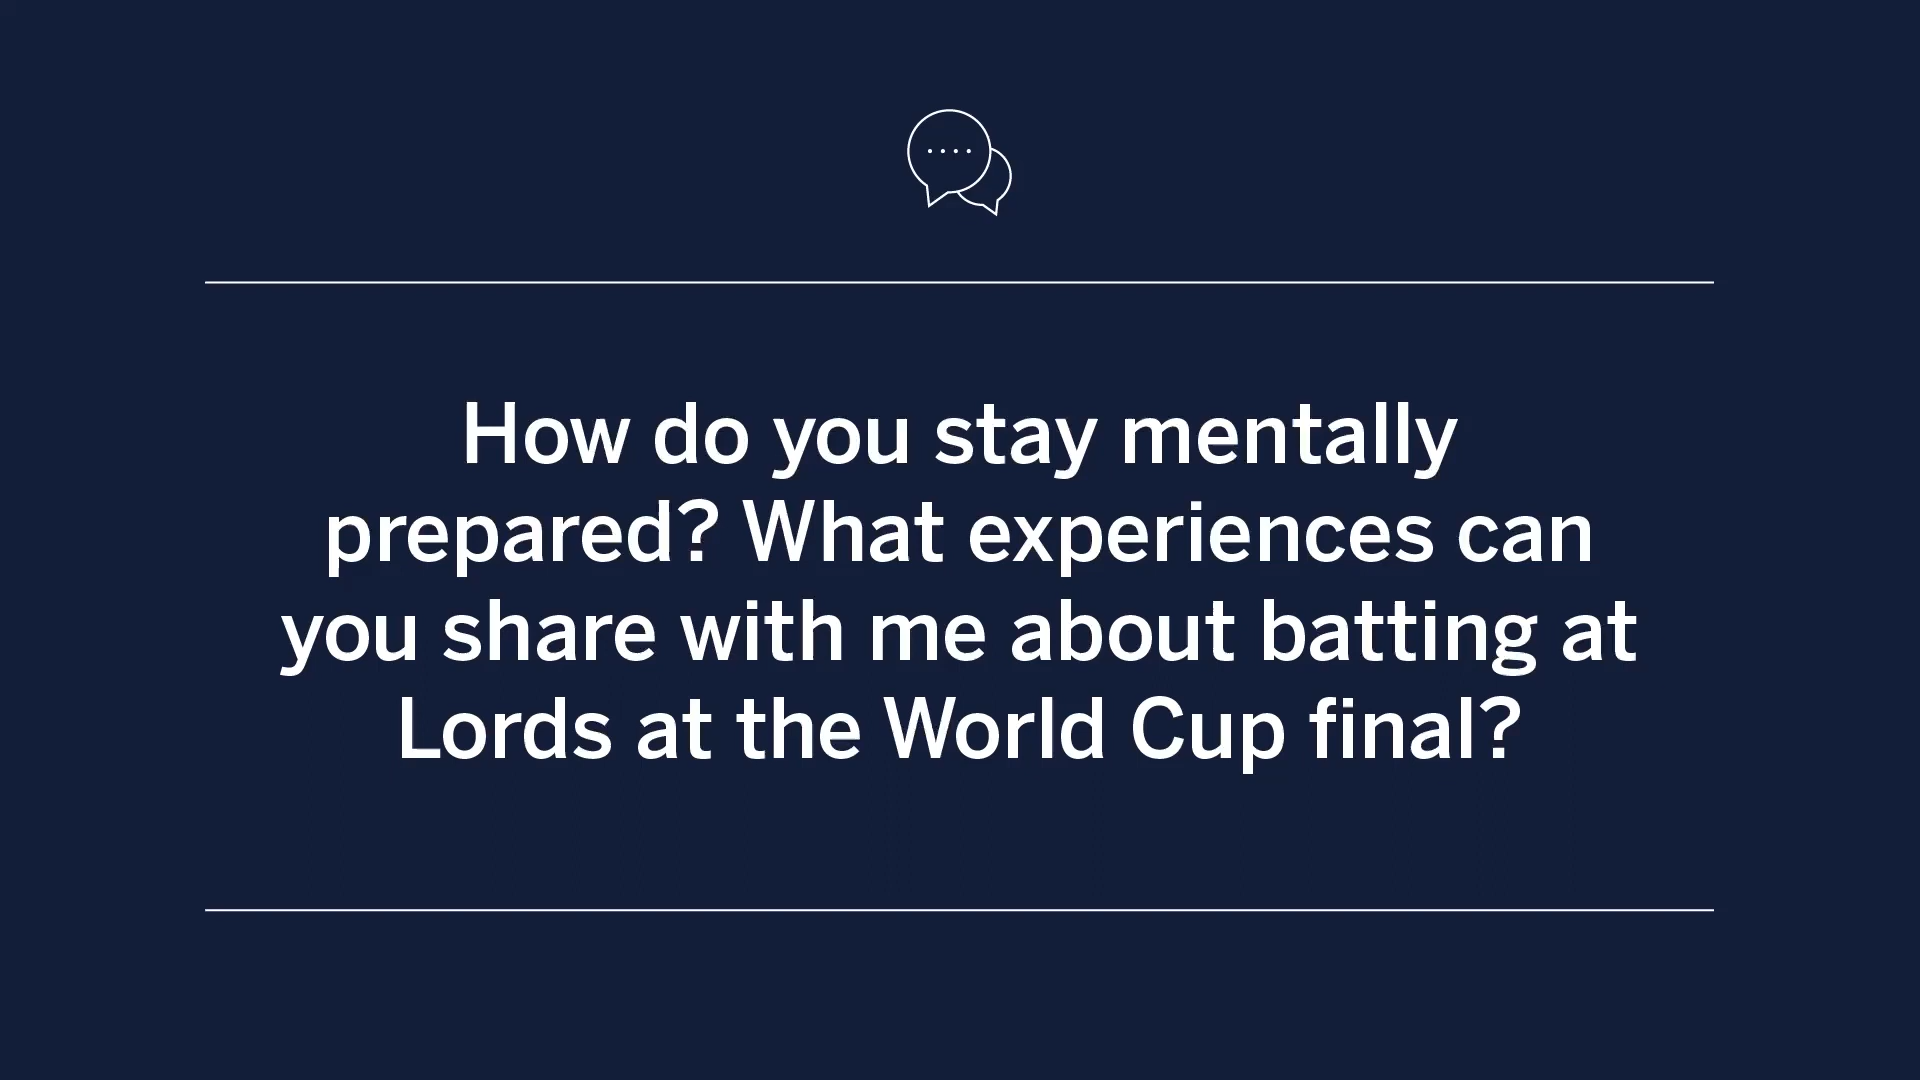 How do you stay mentally
prepared? What experiences can
you share with me about batting at
Lords at the World Cup final?